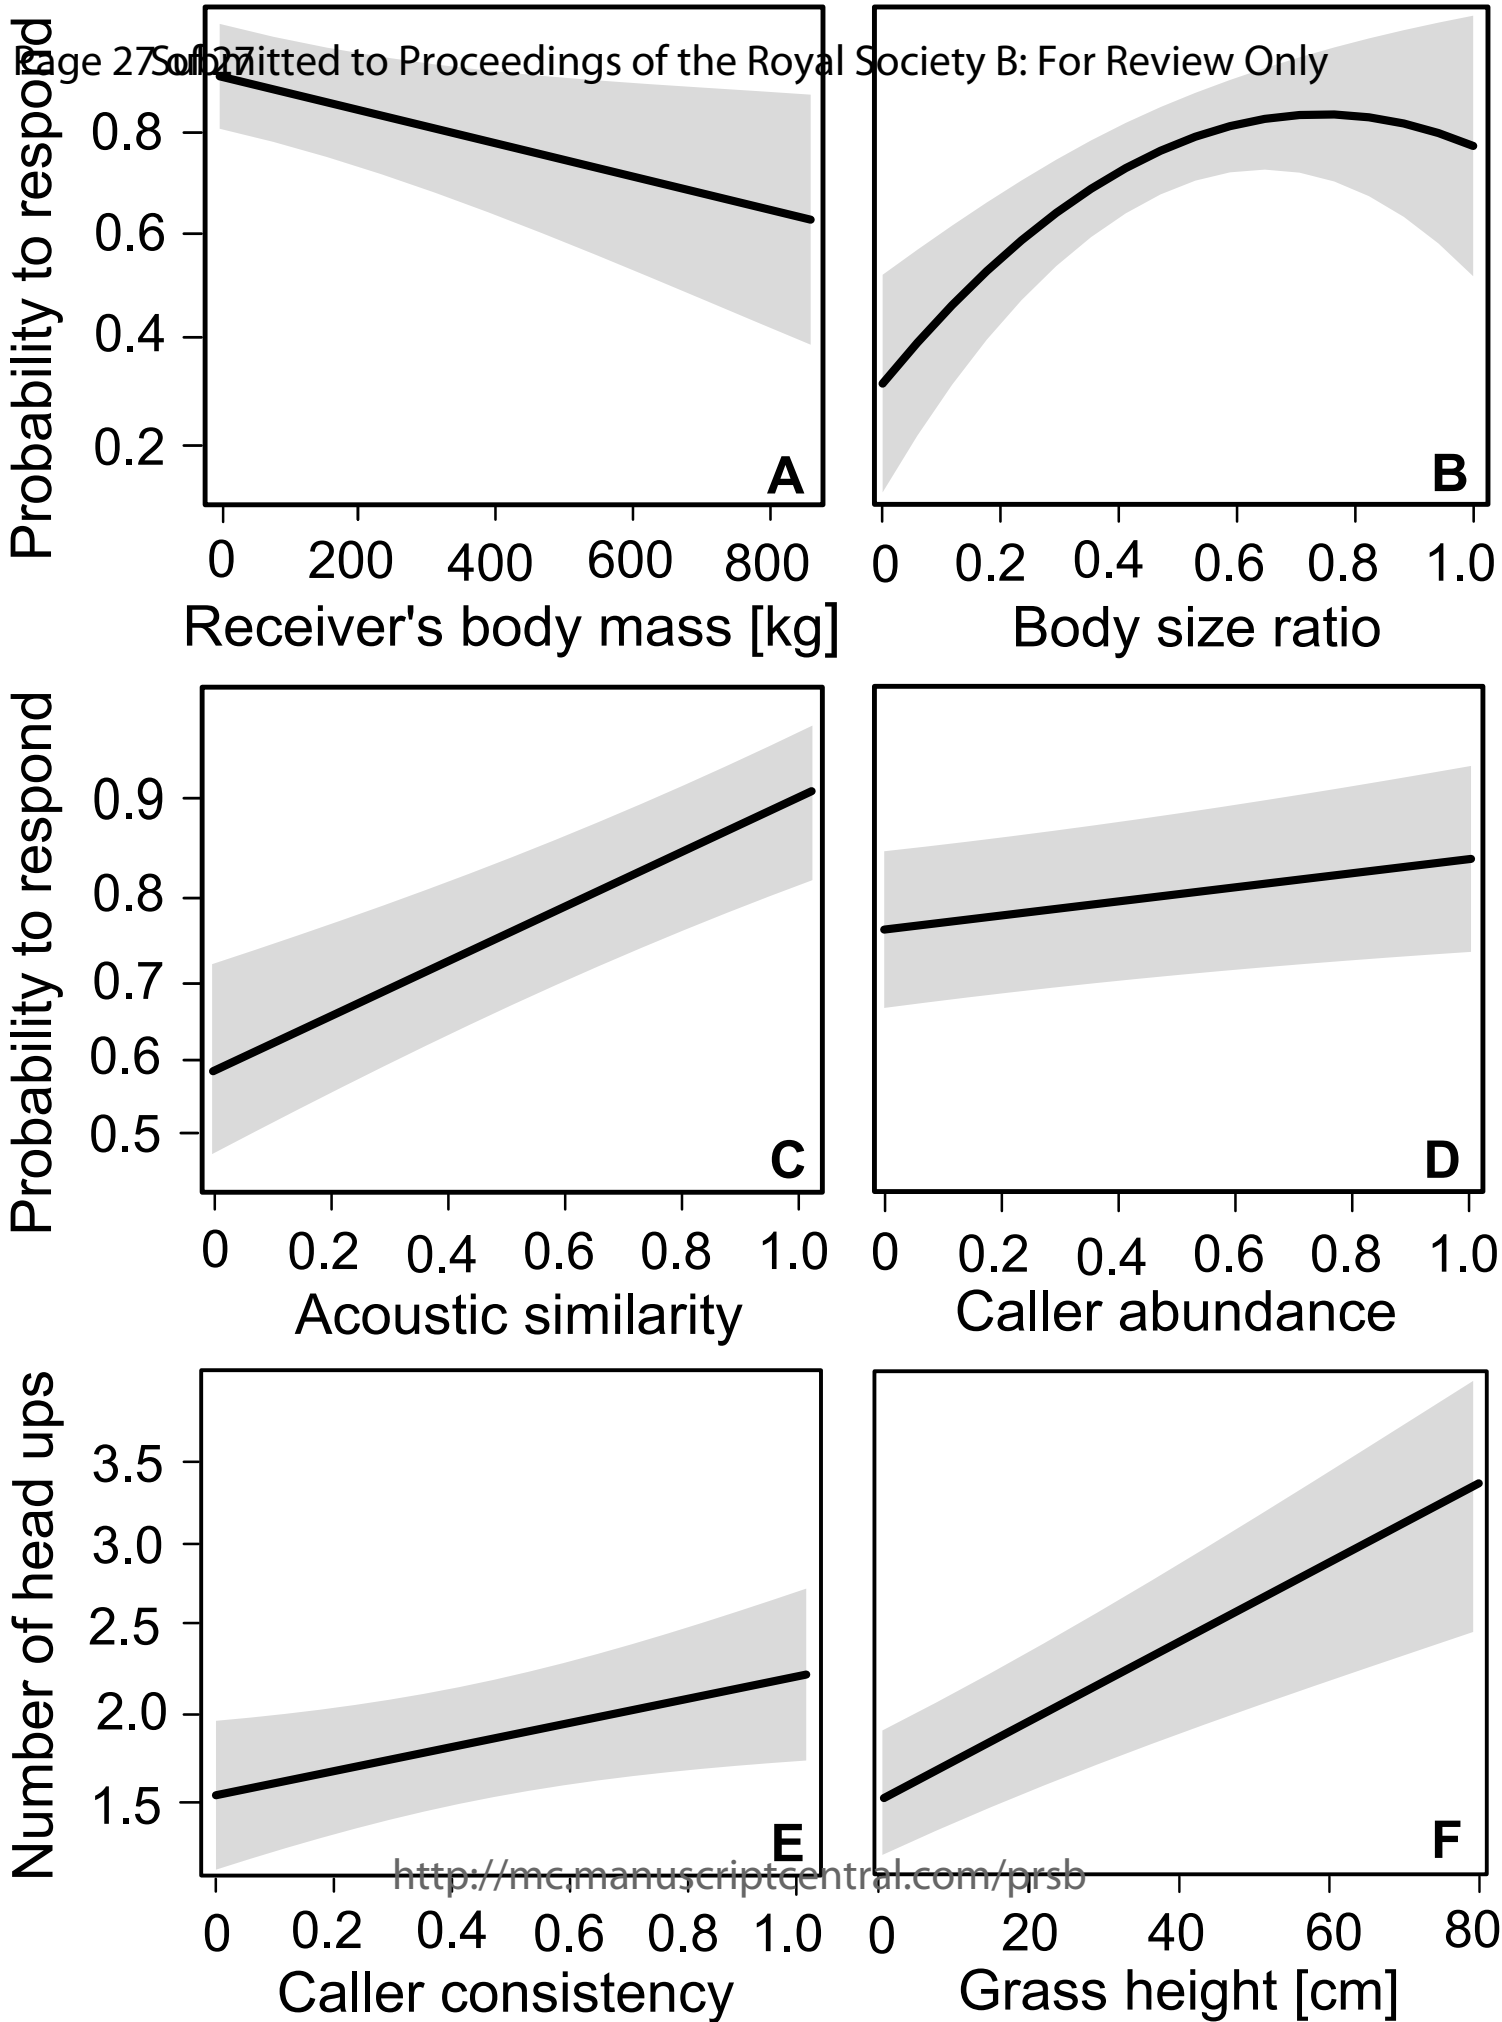 Page 27 of 27
Submitted to Proceedings of the Royal Society B: For Review Only
Probability to respond
0.8
0.6
0.4
0.2
A
0 200 400 600 800
Receiver's body mass [kg]
B
0 0.2 0.4 0.6 0.8 1.0
Body size ratio
Probability to respond
0.9
0.8
0.7
0.6
0.5
C
0 0.2 0.4 0.6 0.8 1.0
Acoustic similarity
D
0 0.2 0.4 0.6 0.8 1.0
Caller abundance
Number of head ups
3.5
3.0
2.5
2.0
1.5
E
0 0.2 0.4 0.6 0.8 1.0
Caller consistency
F
0 20 40 60 80
Grass height [cm]
http://mc.manuscriptcentral.com/prsb